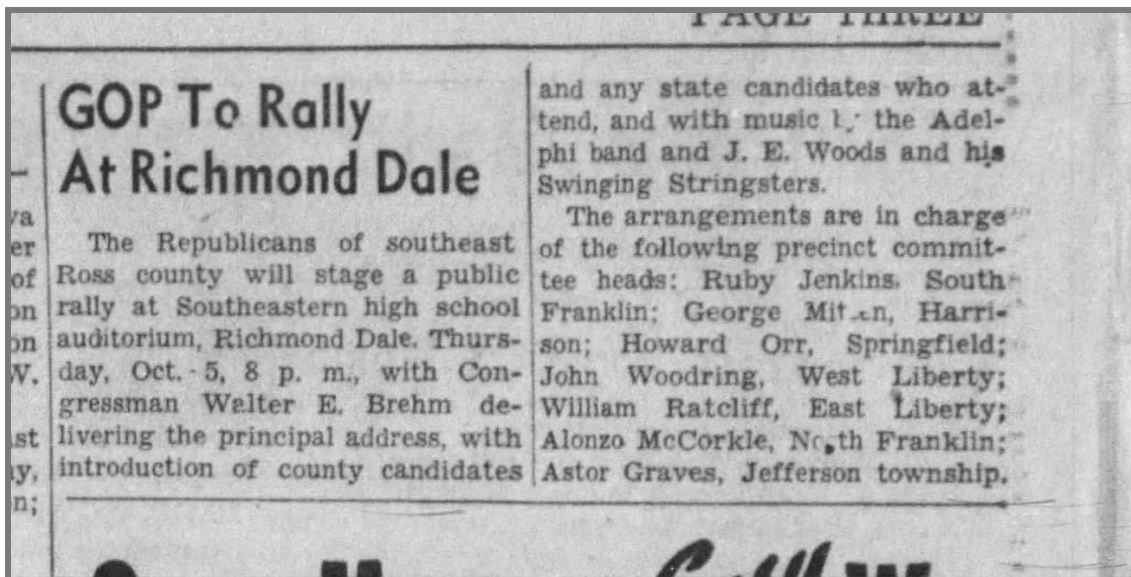 PAGE THREE
GOP To Rally
At Richmond Dale
The Republicans of southeast
Ross county will stage a public
rally at Southeastern high school
auditorium, Richmond Dale, Thurs-
day, Oct. 5, 8 p. m., with Con-
gressman Walter E. Brehm de-
livering the principal address, with
introduction of county candidates
and any state candidates who at-
tend, and with music by the Adel-
phi band and J. E. Woods and his
Swinging Stringsters.
The arrangements are in charge
of the following precinct commit-
tee heads: Ruby Jenkins, South
Franklin; George Harri-
son; Howard Orr, Springfield;
John Woodring, West Liberty;
William Ratcliff, East Liberty;
Alonzo McCorkle, North Franklin;
Astor Graves, Jefferson township.